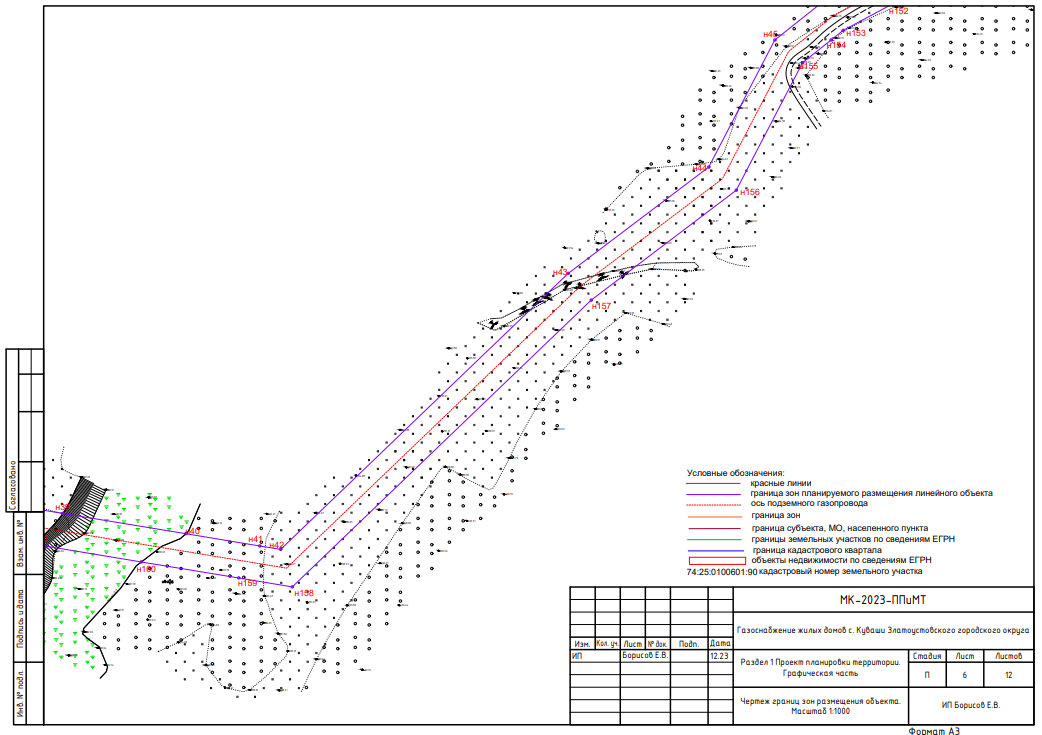 н152
н153
н45
н154
н155
н44
н156
н43
н157
н40
н41
н42
н160
н159
н158
Условные обозначения:
красные линии
граница зон планируемого размещения линейного объекта
ось подземного газопровода
граница зон
граница субъекта, МО, населенного пункта
границы земельных участков по сведениям ЕГРН
граница кадастрового квартала
объекты недвижимости по сведениям ЕГРН
74:25:0100601:90 кадастровый номер земельного участка
Согласовано
Взам. инв. №
Подпись и дата
Инв. № подл.
МК-2023-ППиМТ
Газоснабжение жилых домов с. Куваши Златоустовского городского округа
Изм. Кол. уч. Лист № док. Подп. Дата
ИП Борисов Е.В. 12.23
Раздел 1 Проект планировки территории.
Графическая часть
Стадия Лист Листов
П 6 12
Чертеж границ зон размещения объекта.
Масштаб 1:1000
ИП Борисов Е.В.
Формат А3